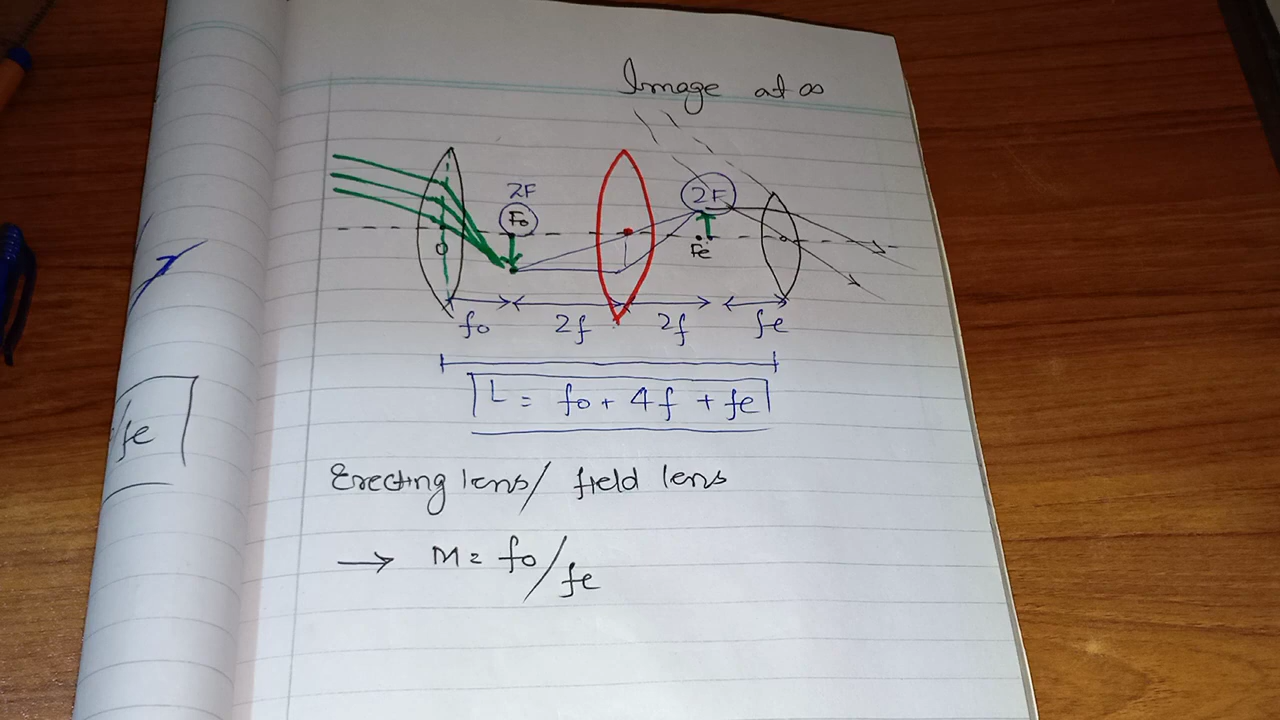 Image at ∞
2F
Fo
2F
O
Fe
fo 2f 2f fe
L = fo + 4f + fe
/fe
Erecting lens/ field lens
→ M = fo/fe